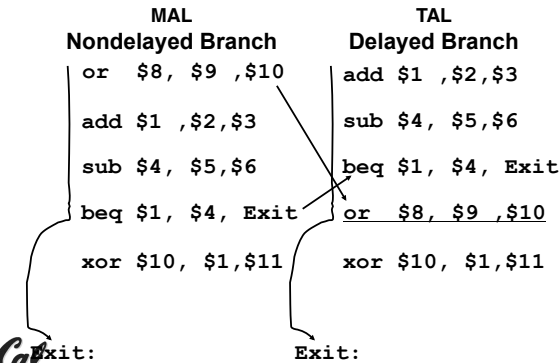 MAL
Nondelayed Branch
or $8, $9 ,$10
add $1 ,$2,$3
sub $4, $5,$6
beq $1, $4, Exit
xor $10, $1,$11
Exit:
TAL
Delayed Branch
add $1 ,$2,$3
sub $4, $5,$6
beq $1, $4, Exit
or $8, $9 ,$10
xor $10, $1,$11
Exit:
Cal